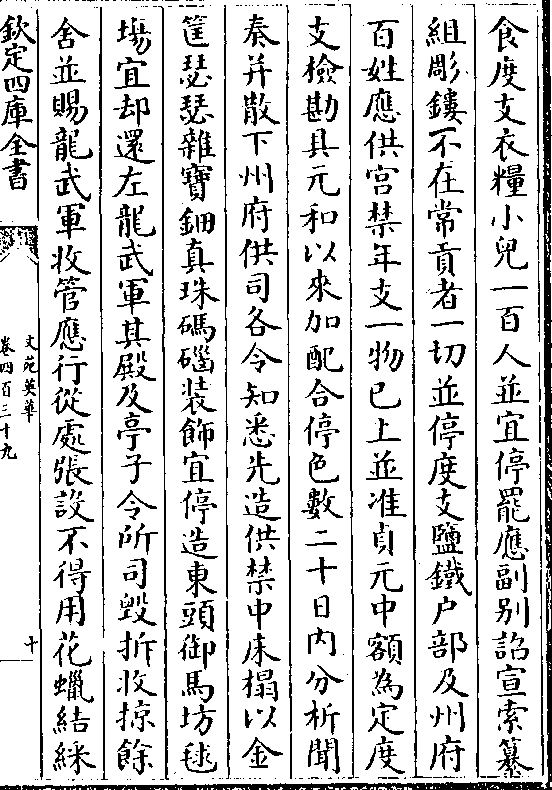 食度支衣糧小兒一百人並宜停罷應副别詔宣索纂
組彫鏤不在常貢者一切並停度支鹽鐵户部及州府
百姓應供宫禁年支一物已上並准貞元中額為定度
支檢勘具元和以來加配合停色數二十日内分析聞
奏并散下州府供司各令知悉先造供禁中床榻以金
筐瑟瑟雜寳鈿真珠碼碯装飾宜停造東頭御馬坊毬
塲宜却還左龍武軍其殿及亭子令所司毁拆收掠餘
舍並賜龍武軍收管應行從處張設不得用花蠟結綵
欽定四庫全書
文苑英華
卷四百三十九
十